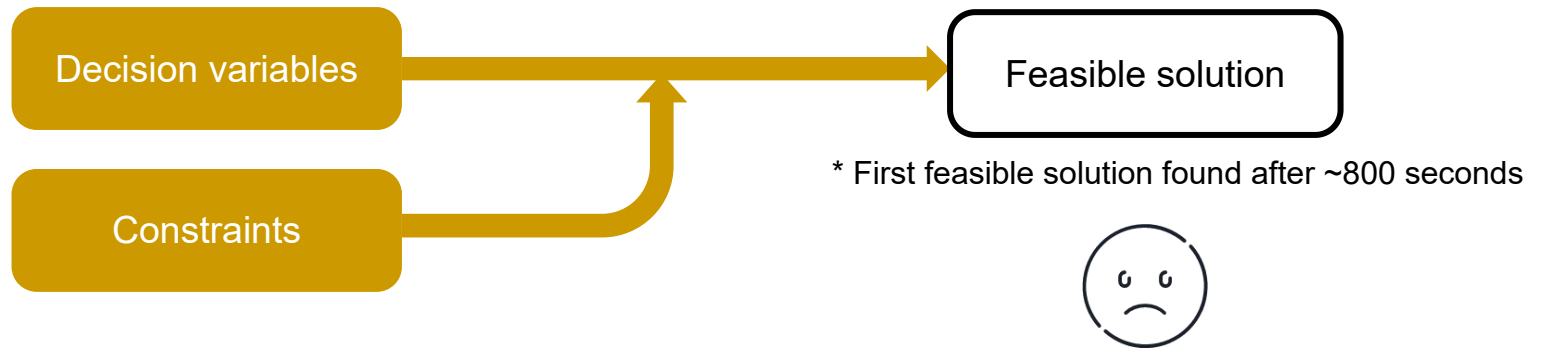 Decision variables
Feasible solution
* First feasible solution found after ~800 seconds
Constraints